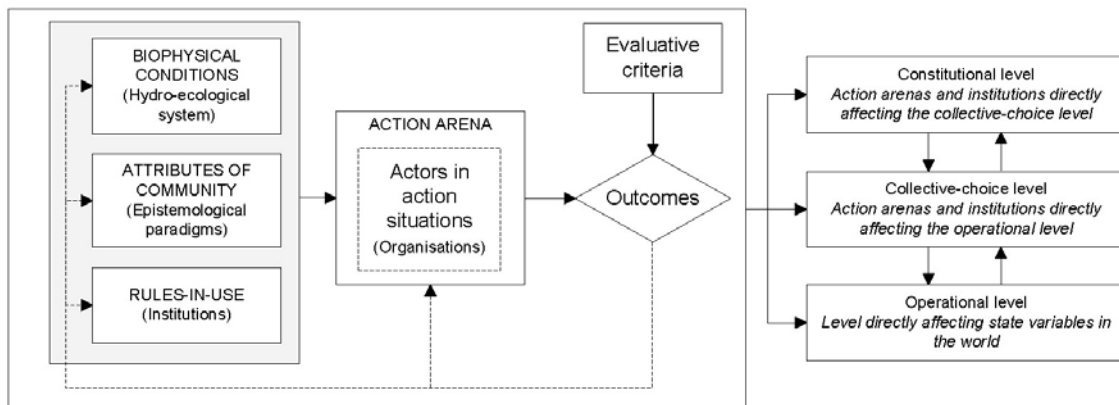 BIOPHYSICAL
CONDITIONS
(Hydro-ecological
system)
ATTRIBUTES OF
COMMUNITY
(Epistemological
paradigms)
RULES-IN-USE
(Institutions)
ACTION ARENA
Actors in
action
situations
(Organisations)
Evaluative
criteria
Outcomes
Constitutional level
Action arenas and institutions directly
affecting the collective-choice level
Collective-choice level
Action arenas and institutions directly
affecting the operational level
Operational level
Level directly affecting state variables in
the world